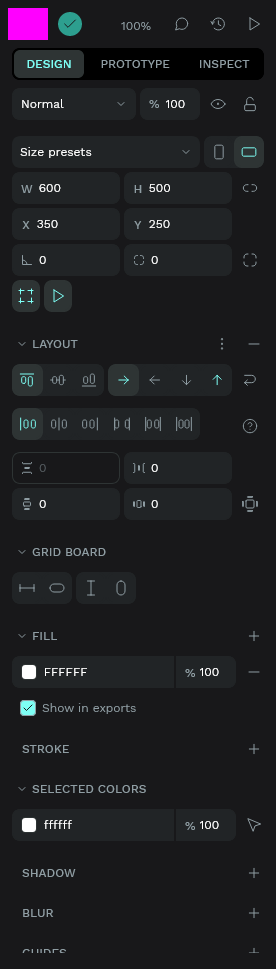 100%
DESIGN PROTOTYPE INSPECT
Normal % 100
Size presets
W 600 H 500
X 350 Y 250
0 0
LAYOUT
0 0
0 0
GRID BOARD
FILL
FFFFFF % 100
Show in exports
STROKE
SELECTED COLORS
ffffff % 100
SHADOW
BLUR
GUIDES